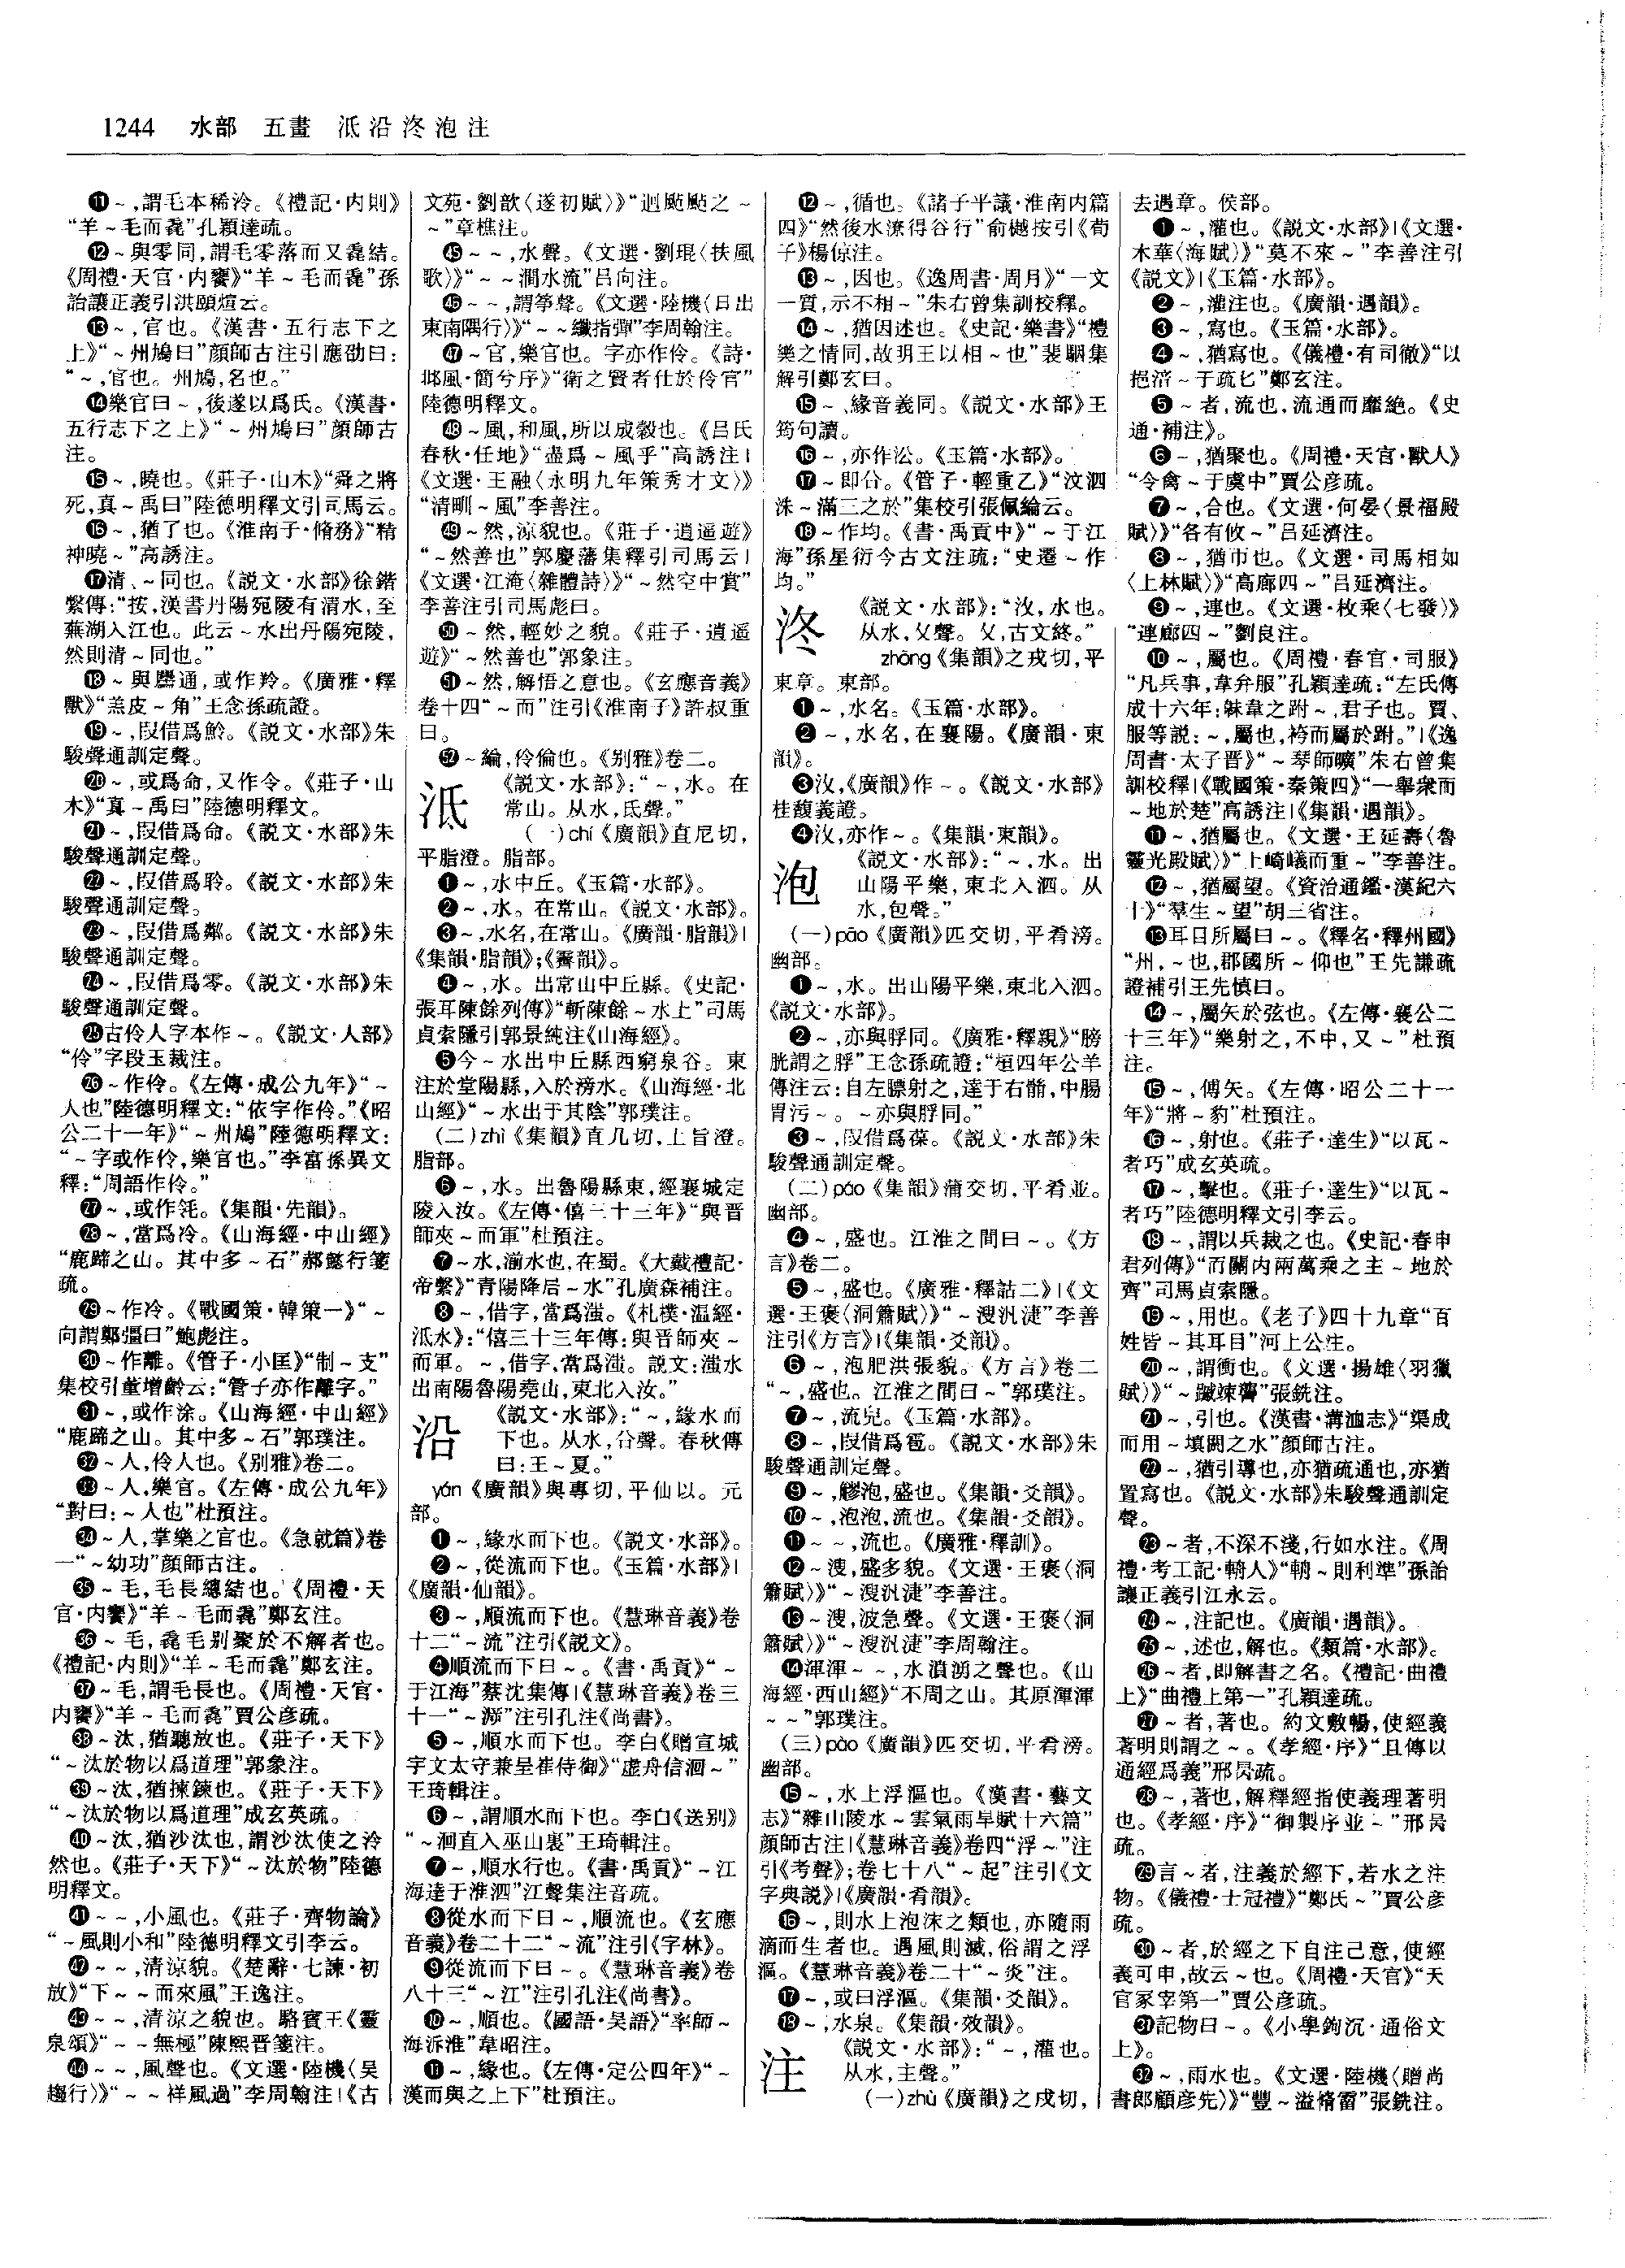 1244 水部 五畫 泜沿泈泡注
⓫～,謂毛本稀泠。《禮記·内則》
“羊～毛而毳”孔穎達疏。
⓬～與零同,謂毛零落而又毳結。
《周禮·天官·内饔》“羊～毛而毳”孫
詒讓正義引洪頤煊云。
⓭～,官也。《漢書·五行志下之
上》“～州鳩曰”顔師古注引應劭曰:
“～,官也。州鳩,名也。”
⓮樂官曰～,後遂以爲氏。《漢書·
五行志下之上》“～州鳩曰”顔師古
注。
⓯～,曉也。《莊子·山木》“舜之將
死,真～禹曰”陸德明釋文引司馬云。
⓰～,猶了也。《淮南子·脩務》“精
神曉～”高誘注。
⓱清、～同也。《説文·水部》徐鍇
繫傳:“按,漢書丹陽宛陵有清水,至
蕪湖入江也。此云～水出丹陽宛陵,
然則清～同也。”
⓲～與麢通,或作羚。《廣雅·釋
獸》“羔皮～角”王念孫疏證。
⓳～,叚借爲魿。《説文·水部》朱
駿聲通訓定聲。
⓴～,或爲命,又作令。《莊子·山
木》“真～禹曰”陸德明釋文。
㉑～,叚借爲命。《説文·水部》朱
駿聲通訓定聲。
㉒～,叚借爲聆。《説文·水部》朱
駿聲通訓定聲。
㉓～,叚借爲鄰。《説文·水部》朱
駿聲通訓定聲。
㉔～,叚借爲零。《説文·水部》朱
駿聲通訓定聲。
㉕古伶人字本作～。《説文·人部》
“伶”字段玉裁注。
㉖～作伶。《左傳·成公九年》“～
人也”陸德明釋文:“依字作伶。”《昭
公二十一年》“～州鳩”陸德明釋文:
“～字或作伶,樂官也。”李富孫異文
釋:“周語作伶。”
㉗～,或作㲌。《集韻·先韻》。
㉘～,當爲冷。《山海經·中山經》
“鹿蹄之山。其中多～石”郝懿行箋
疏。
㉙～作冷。《戰國策·韓策一》“～
向謂鄭彊曰”鮑彪注。
㉚～作離。《管子·小匡》“制～支”
集校引董增齡云:“管子亦作離字。”
㉛～,或作涂。《山海經·中山經》
“鹿蹄之山。其中多～石”郭璞注。
㉜～人,伶人也。《别雅》卷二。
㉝～人,樂官。《左傳·成公九年》
“對曰:～人也”杜預注。
㉞～人,掌樂之官也。《急就篇》卷
一“～幼功”顔師古注。
㉟～毛,毛長總結也。《周禮·天
官·内饔》“羊～毛而毳”鄭玄注。
㊱～毛,毳毛别聚於不解者也。
《禮記·内則》“羊～毛而毳”鄭玄注。
㊲～毛,謂毛長也。《周禮·天官·
内饔》“羊～毛而毳”賈公彦疏。
㊳～汰,猶聽放也。《莊子·天下》
“～汰於物以爲道理”郭象注。
㊴～汰,猶揀鍊也。《莊子·天下》
“～汰於物以爲道理”成玄英疏。
㊵～汰,猶沙汰也,謂沙汰使之泠
然也。《莊子·天下》“～汰於物”陸德
明釋文。
㊶～～,小風也。《莊子·齊物論》
“～風則小和”陸德明釋文引李云。
㊷～～,清涼貌。《楚辭·七諫·初
放》“下～～而來風”王逸注。
㊸～～,清涼之貌也。駱賓王《靈
泉頌》“～～無極”陳熙晋箋注。
㊹～～,風聲也。《文選·陸機〈吴
趨行〉》“～～祥風過”李周翰注|《古
文苑·劉歆〈遂初賦〉》“迴颭颭之～
～”章樵注。
㊺～～,水聲。《文選·劉琨〈扶風
歌〉》“～～澗水流”吕向注。
㊻～～,謂筝聲。《文選·陸機〈日出
東南隅行〉》“～～纖指彈”李周翰注。
㊼～官,樂官也。字亦作伶。《詩·
邶風·簡兮序》“衛之賢者仕於伶官”
陸德明釋文。
㊽～風,和風,所以成穀也。《吕氏
春秋·任地》“盡爲～風乎”高誘注|
《文選·王融〈永明九年策秀才文〉》
“清甽～風”李善注。
㊾～然,涼貌也。《莊子·逍遥遊》
“～然善也”郭慶藩集釋引司馬云|
《文選·江淹〈雜體詩〉》“～然空中賞”
李善注引司馬彪曰。
㊿～然,輕妙之貌。《莊子·逍遥
遊》“～然善也”郭象注。
51～然,解悟之意也。《玄應音義》
卷十四“～而”注引《淮南子》許叔重
曰。
52～綸,伶倫也。《别雅》卷二。
泜
《説文·水部》:“～,水。在
常山。从水,氐聲。”
(一)chí《廣韻》直尼切,
平脂澄。脂部。
❶～,水中丘。《玉篇·水部》。
❷～,水。在常山。《説文·水部》。
❸～,水名,在常山。《廣韻·脂韻》|
《集韻·脂韻》;《霽韻》。
❹～,水。出常山中丘縣。《史記·
張耳陳餘列傳》“斬陳餘～水上”司馬
貞索隱引郭景純注《山海經》。
❺今～水出中丘縣西窮泉谷。東
注於堂陽縣,入於滂水。《山海經·北
山經》“～水出于其陰”郭璞注。
(二)zhì《集韻》直几切,上旨澄。
脂部。
❻～,水。出魯陽縣東,經襄城定
陵入汝。《左傳·僖三十三年》“與晋
師夾～而軍”杜預注。
❼～水,湔水也,在蜀。《大戴禮記·
帝繫》“青陽降居～水”孔廣森補注。
❽～,借字,當爲滍。《札樸·温經·
泜水》:“僖三十三年傳:與晋師夾～
而軍。～,借字,當爲滍。説文:滍水
出南陽魯陽堯山,東北入汝。”
沿
《説文·水部》:“～,緣水而
下也。从水,㕣聲。春秋傳
曰:王～夏。”
yán《廣韻》與專切,平仙以。元
部。
❶～,緣水而下也。《説文·水部》。
❷～,從流而下也。《玉篇·水部》|
《廣韻·仙韻》。
❸～,順流而下也。《慧琳音義》卷
十二“～流”注引《説文》。
❹順流而下曰～。《書·禹貢》“～
于江海”蔡沈集傳|《慧琳音義》卷三
十一“～㴑”注引孔注《尚書》。
❺～,順水而下也。李白《贈宣城
宇文太守兼呈崔侍御》“虚舟信洄～”
王琦輯注。
❻～,謂順水而下也。李白《送别》
“～洄直入巫山裏”王琦輯注。
❼～,順水行也。《書·禹貢》“～江
海達于淮泗”江聲集注音疏。
❽從水而下曰～,順流也。《玄應
音義》卷二十二“～流”注引《字林》。
❾從流而下曰～。《慧琳音義》卷
八十三“～江”注引孔注《尚書》。
❿～,順也。《國語·吴語》“率師～
海泝淮”韋昭注。
⓫～,緣也。《左傳·定公四年》“～
漢而與之上下”杜預注。
⓬～,循也。《諸子平議·淮南内篇
四》“然後水潦得谷行”俞樾按引《荀
子》楊倞注。
⓭～,因也。《逸周書·周月》“一文
一質,示不相～”朱右曾集訓校釋。
⓮～,猶因述也。《史記·樂書》“禮
樂之情同,故明王以相～也”裴駰集
解引鄭玄曰。
⓯～、緣音義同。《説文·水部》王
筠句讀。
⓰～,亦作㳂。《玉篇·水部》。
⓱～即㕣。《管子·輕重乙》“汶泗
洙～滿三之於”集校引張佩綸云。
⓲～作均。《書·禹貢中》“～于江
海”孫星衍今古文注疏:“史遷～作
均。”
泈
《説文·水部》:“汷,水也。
从水,夂聲。夂,古文終。”
zhōng《集韻》之戎切,平
東章。東部。
❶～,水名。《玉篇·水部》。
❷～,水名,在襄陽。《廣韻·東
韻》。
❸汷,《廣韻》作～。《説文·水部》
桂馥義證。
❹汷,亦作～。《集韻·東韻》。
泡
《説文·水部》:“～,水。出
山陽平樂,東北入泗。从
水,包聲。”
(一)pāo《廣韻》匹交切,平肴滂。
幽部。
❶～,水。出山陽平樂,東北入泗。
《説文·水部》。
❷～,亦與脬同。《廣雅·釋親》“膀
胱謂之脬”王念孫疏證:“桓四年公羊
傳注云:自左膘射之,達于右䯚,中腸
胃污～。～亦與脬同。”
❸～,叚借爲葆。《説文·水部》朱
駿聲通訓定聲。
(二)páo《集韻》蒲交切,平肴並。
幽部。
❹～,盛也。江淮之間曰～。《方
言》卷二。
❺～,盛也。《廣雅·釋詁二》|《文
選·王褒〈洞簫賦〉》“～溲汎㴙”李善
注引《方言》|《集韻·爻韻》。
❻～,泡肥洪張貌。《方言》卷二
“～,盛也。江淮之間曰～”郭璞注。
❼～,流皃。《玉篇·水部》。
❽～,叚借爲雹。《説文·水部》朱
駿聲通訓定聲。
❾～,㬵泡,盛也。《集韻·爻韻》。
❿～,泡泡,流也。《集韻·爻韻》。
⓫～～,流也。《廣雅·釋訓》。
⓬～溲,盛多貌。《文選·王褒〈洞
簫賦〉》“～溲汎㴙”李善注。
⓭～溲,波急聲。《文選·王褒〈洞
簫賦〉》“～溲汎㴙”李周翰注。
⓮渾渾～～,水濆湧之聲也。《山
海經·西山經》“不周之山。其原渾渾
～～”郭璞注。
(三)pào《廣韻》匹交切,平肴滂。
幽部。
⓯～,水上浮漚也。《漢書·藝文
志》“雜山陵水～雲氣雨旱賦十六篇”
顔師古注|《慧琳音義》卷四“浮～”注
引《考聲》;卷七十八“～起”注引《文
字典説》|《廣韻·肴韻》。
⓰～,則水上泡沫之類也,亦隨雨
滴而生者也。遇風則滅,俗謂之浮
漚。《慧琳音義》卷二十“～炎”注。
⓱～,或曰浮漚。《集韻·爻韻》。
⓲～,水泉。《集韻·效韻》。
注
《説文·水部》:“～,灌也。
从水,主聲。”
(一)zhù《廣韻》之戍切,
去遇章。侯部。
❶～,灌也。《説文·水部》|《文選·
木華〈海賦〉》“莫不來～”李善注引
《説文》|《玉篇·水部》。
❷～,灌注也。《廣韻·遇韻》。
❸～,寫也。《玉篇·水部》。
❹～,猶寫也。《儀禮·有司徹》“以
挹湆～于疏匕”鄭玄注。
❺～者,流也,流通而靡絶。《史
通·補注》。
❻～,猶聚也。《周禮·天官·獸人》
“令禽～于虞中”賈公彦疏。
❼～,合也。《文選·何晏〈景福殿
賦〉》“各有攸～”吕延濟注。
❽～,猶市也。《文選·司馬相如
〈上林賦〉》“高廊四～”吕延濟注。
❾～,連也。《文選·枚乘〈七發〉》
“連廊四～”劉良注。
❿～,屬也。《周禮·春官·司服》
“凡兵事,韋弁服”孔穎達疏:“左氏傳
成十六年:韎韋之跗～,君子也。賈、
服等説:～,屬也,袴而屬於跗。”|《逸
周書·太子晋》“～琴師曠”朱右曾集
訓校釋|《戰國策·秦策四》“一舉衆而
～地於楚”高誘注|《集韻·遇韻》。
⓫～,猶屬也。《文選·王延壽〈魯
靈光殿賦〉》“上崎嶬而重～”李善注。
⓬～,猶屬望。《資治通鑑·漢紀六
十》“羣生～望”胡三省注。
⓭耳目所屬曰～。《釋名·釋州國》
“州,～也,郡國所～仰也”王先謙疏
證補引王先慎曰。
⓮～,屬矢於弦也。《左傳·襄公二
十三年》“樂射之,不中,又～”杜預
注。
⓯～,傅矢。《左傳·昭公二十一
年》“將～豹”杜預注。
⓰～,射也。《莊子·達生》“以瓦～
者巧”成玄英疏。
⓱～,擊也。《莊子·達生》“以瓦～
者巧”陸德明釋文引李云。
⓲～,謂以兵裁之也。《史記·春申
君列傳》“而關内兩萬乘之主～地於
齊”司馬貞索隱。
⓳～,用也。《老子》四十九章“百
姓皆～其耳目”河上公注。
⓴～,謂衝也。《文選·揚雄〈羽獵
賦〉》“～㘎竦讋”張銑注。
㉑～,引也。《漢書·溝洫志》“渠成
而用～填閼之水”顔師古注。
㉒～,猶引導也,亦猶疏通也,亦猶
置寫也。《説文·水部》朱駿聲通訓定
聲。
㉓～者,不深不淺,行如水注。《周
禮·考工記·輈人》“輈～則利準”孫詒
讓正義引江永云。
㉔～,注記也。《廣韻·遇韻》。
㉕～,述也,解也。《類篇·水部》。
㉖～者,即解書之名。《禮記·曲禮
上》“曲禮上第一”孔穎達疏。
㉗～者,著也。約文敷暢,使經義
著明則謂之～。《孝經·序》“且傳以
通經爲義”邢昺疏。
㉘～,著也,解釋經指使義理著明
也。《孝經·序》“御製序並～”邢昺
疏。
㉙言～者,注義於經下,若水之注
物。《儀禮·士冠禮》“鄭氏～”賈公彦
疏。
㉚～者,於經之下自注己意,使經
義可申,故云～也。《周禮·天官》“天
官冢宰第一”賈公彦疏。
㉛記物曰～。《小學鉤沉·通俗文
上》。
㉜～,雨水也。《文選·陸機〈贈尚
書郎顧彦先〉》“豐～溢脩霤”張銑注。